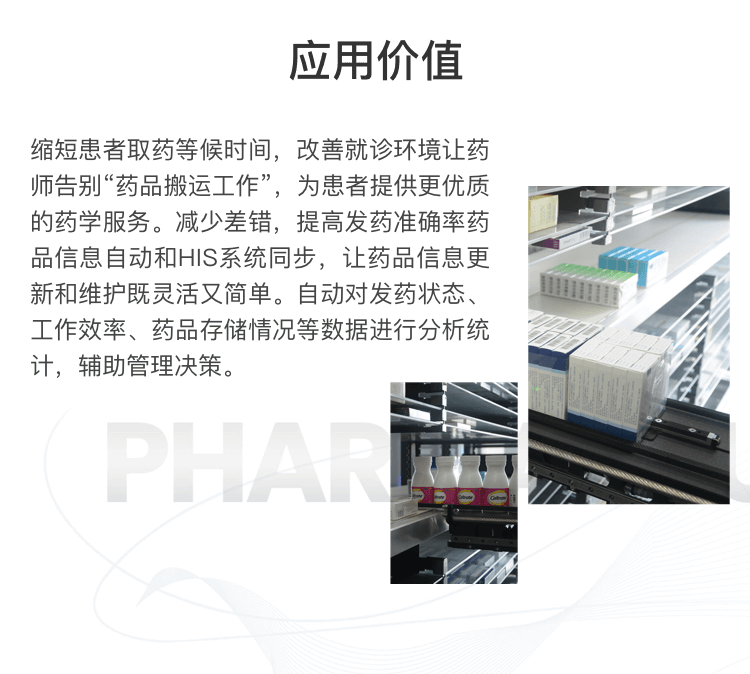 应用价值
缩短患者取药等候时间，改善就诊环境让药
师告别“药品搬运工作”，为患者提供更优质
的药学服务。减少差错，提高发药准确率药
品信息自动和HIS系统同步，让药品信息更
新和维护既灵活又简单。自动对发药状态、
工作效率、药品存储情况等数据进行分析统
计，辅助管理决策。
PHAR
U
Caltrate
Caltrate